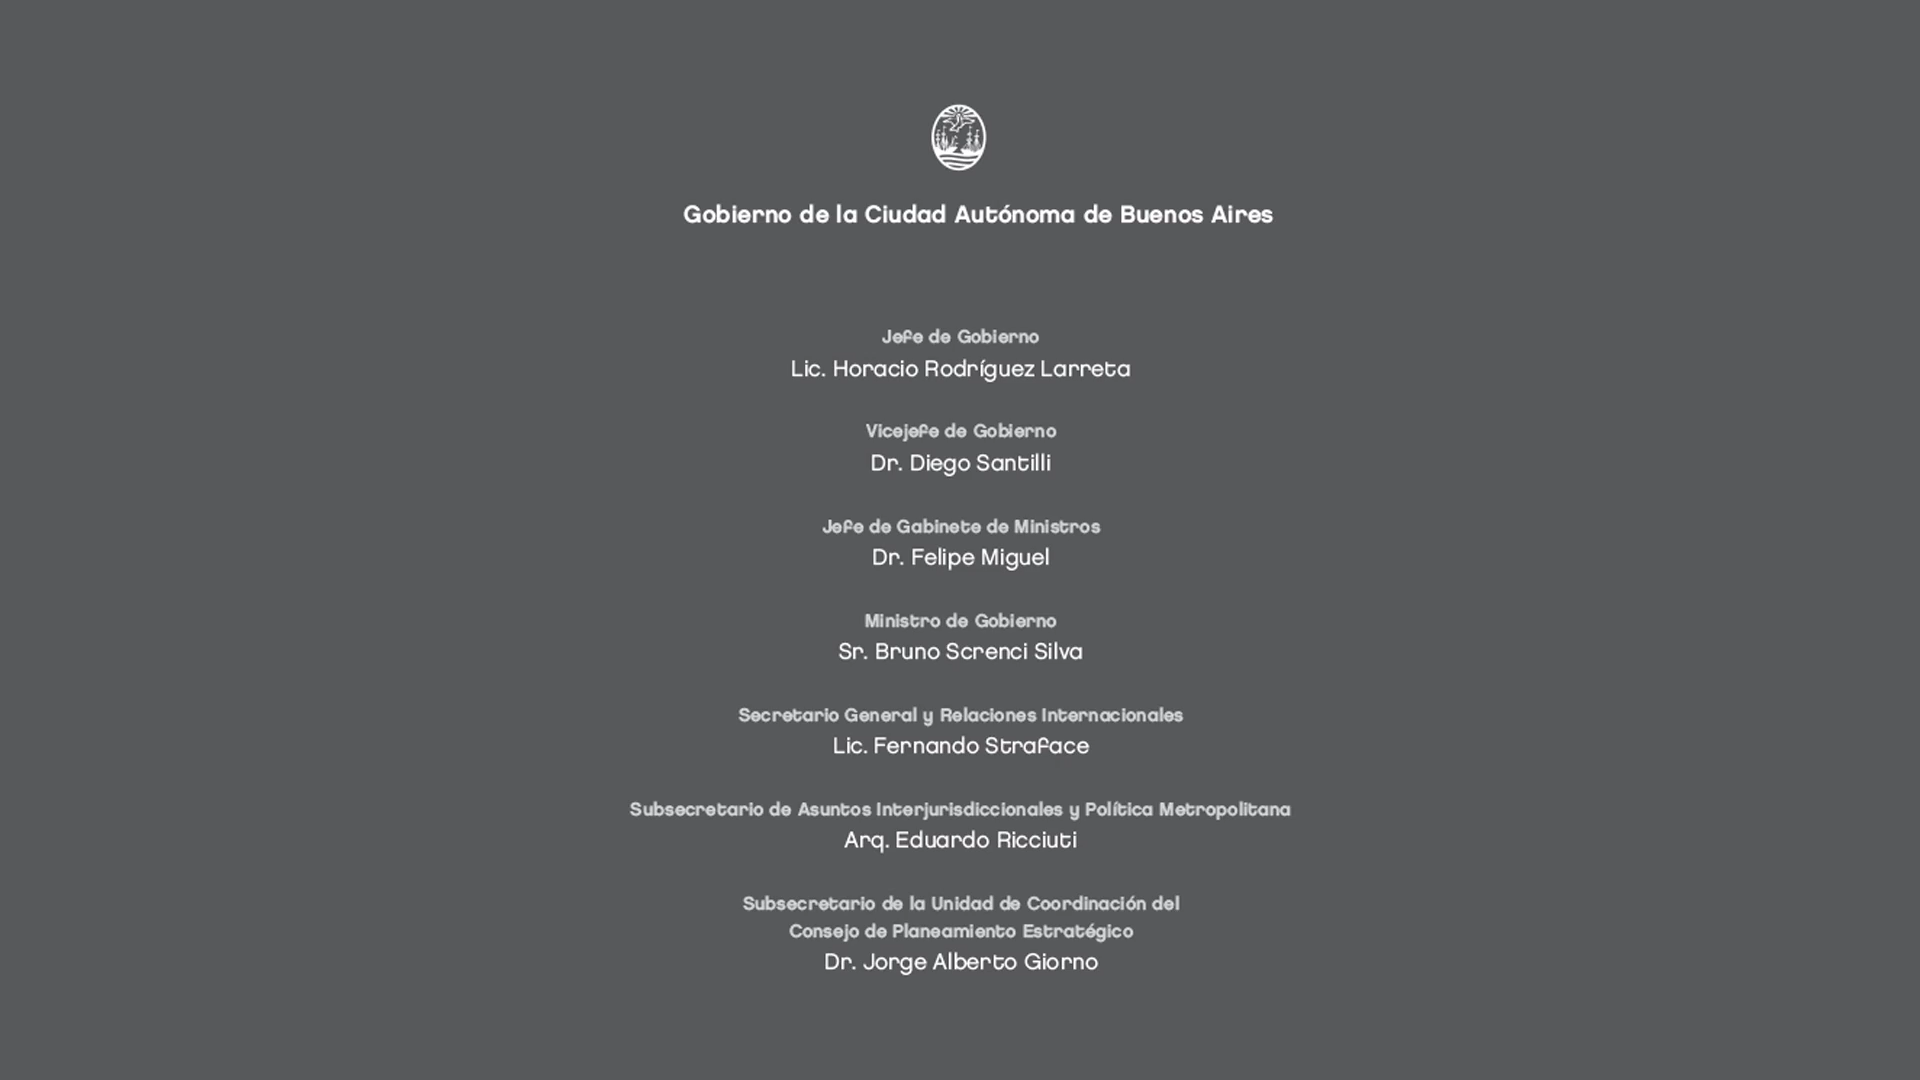 Gobierno de la Ciudad Autónoma de Buenos Aires
Jefe de Gobierno
Lic. Horacio Rodríguez Larreta
Vicejefe de Gobierno
Dr. Diego Santilli
Jefe de Gabinete de Ministros
Dr. Felipe Miguel
Ministro de Gobierno
Sr. Bruno Screnci Silva
Secretario General y Relaciones Internacionales
Lic. Fernando Straface
Subsecretario de Asuntos Interjurisdiccionales y Política Metropolitana
Arq. Eduardo Ricciuti
Subsecretario de la Unidad de Coordinación del
Consejo de Planeamiento Estratégico
Dr. Jorge Alberto Giorno